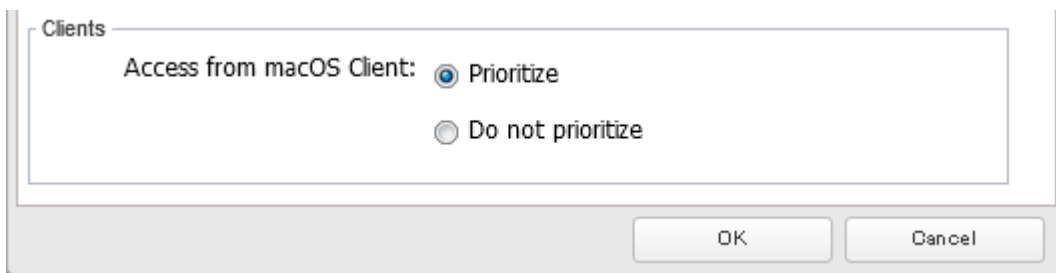 Clients
Access from macOS Client: Prioritize
Do not prioritize
OK Cancel